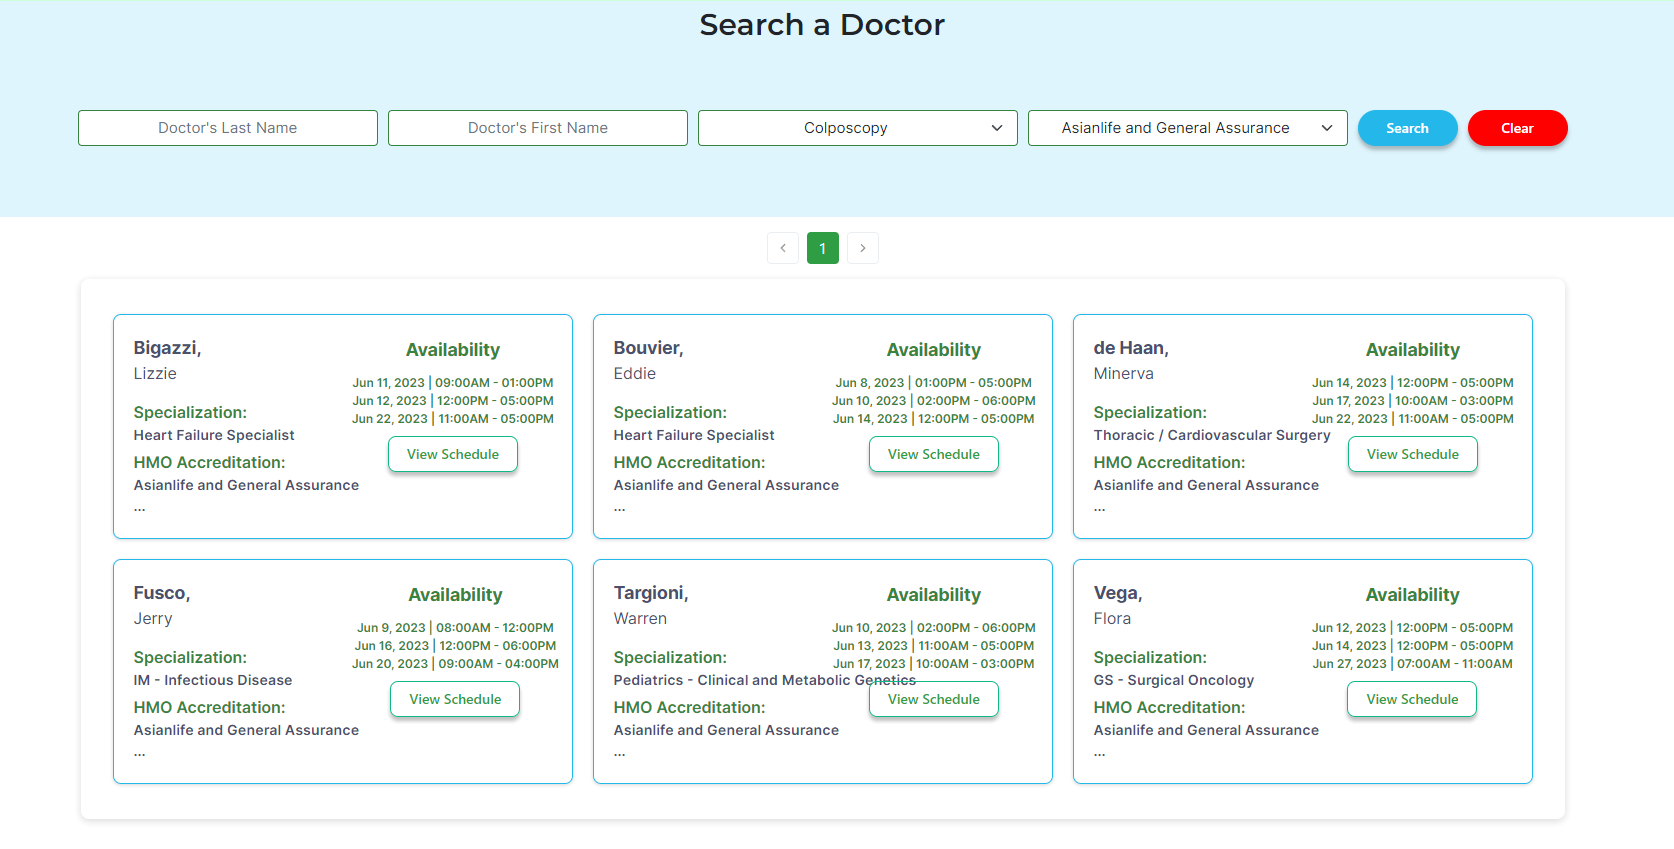 Search a Doctor
Doctor's Last Name
Doctor's First Name
Colposcopy
Asianlife and General Assurance
Search
Clear
1
Bigazzi,
Lizzie
Specialization:
Heart Failure Specialist
HMO Accreditation:
Asianlife and General Assurance
...
Availability
Jun 11, 2023 | 09:00AM - 01:00PM
Jun 12, 2023 | 12:00PM - 05:00PM
Jun 22, 2023 | 11:00AM - 05:00PM
View Schedule
Bouvier,
Eddie
Specialization:
Heart Failure Specialist
HMO Accreditation:
Asianlife and General Assurance
...
Availability
Jun 8, 2023 | 01:00PM - 05:00PM
Jun 10, 2023 | 02:00PM - 06:00PM
Jun 14, 2023 | 12:00PM - 05:00PM
View Schedule
de Haan,
Minerva
Specialization:
Thoracic / Cardiovascular Surgery
HMO Accreditation:
Asianlife and General Assurance
...
Availability
Jun 14, 2023 | 12:00PM - 05:00PM
Jun 17, 2023 | 10:00AM - 03:00PM
Jun 22, 2023 | 11:00AM - 05:00PM
View Schedule
Fusco,
Jerry
Specialization:
IM - Infectious Disease
HMO Accreditation:
Asianlife and General Assurance
...
Availability
Jun 9, 2023 | 08:00AM - 12:00PM
Jun 16, 2023 | 12:00PM - 06:00PM
Jun 20, 2023 | 09:00AM - 04:00PM
View Schedule
Targioni,
Warren
Specialization:
Pediatrics - Clinical and Metabolic Genetics
HMO Accreditation:
Asianlife and General Assurance
...
Availability
Jun 10, 2023 | 02:00PM - 06:00PM
Jun 13, 2023 | 11:00AM - 05:00PM
Jun 17, 2023 | 10:00AM - 03:00PM
View Schedule
Vega,
Flora
Specialization:
GS - Surgical Oncology
HMO Accreditation:
Asianlife and General Assurance
...
Availability
Jun 12, 2023 | 12:00PM - 05:00PM
Jun 14, 2023 | 12:00PM - 05:00PM
Jun 27, 2023 | 07:00AM - 11:00AM
View Schedule